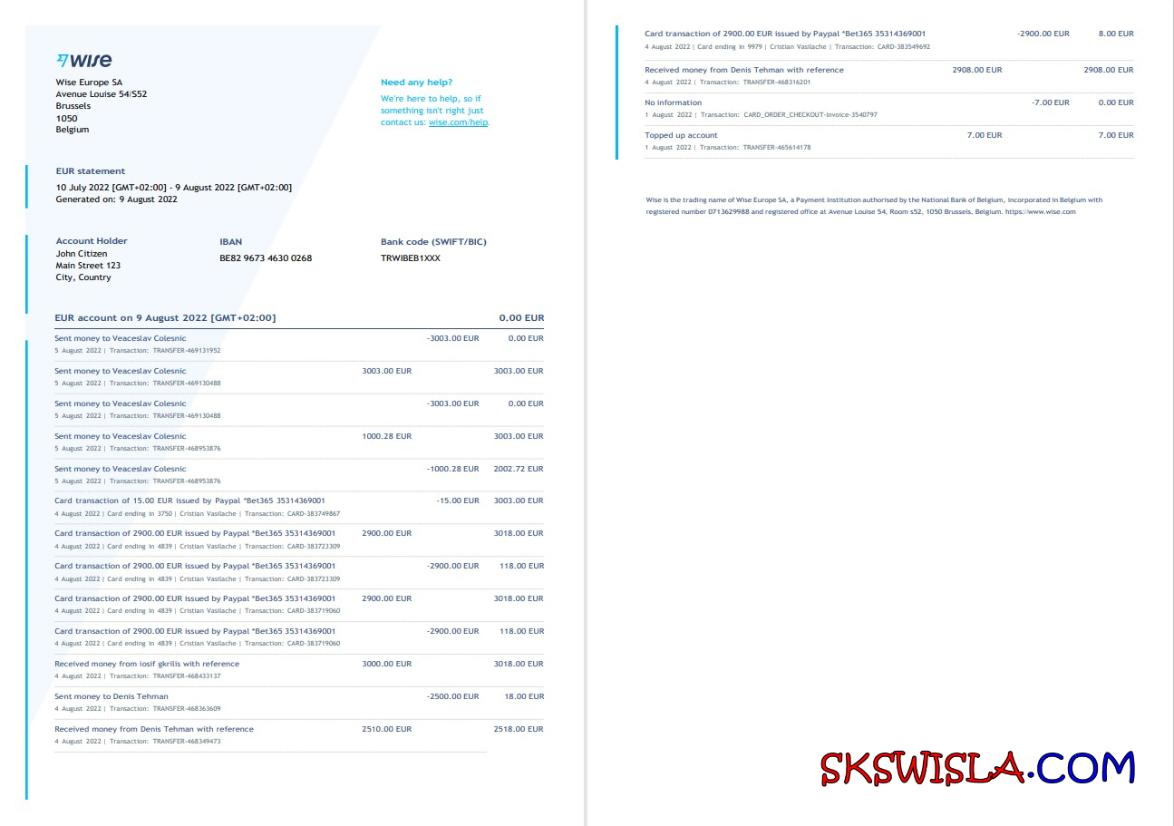 wise
Wise Europe SA
Avenue Louise 54/S52
Brussels
1050
Belgium
Need any help?
We're here to help, so if
something isn't right just
contact us: wise.com/help.
EUR statement
10 July 2022 [GMT+02:00] - 9 August 2022 [GMT+02:00]
Generated on: 9 August 2022
Account Holder
John Citizen
Main Street 123
City, Country
IBAN
BE82 9673 4630 0268
Bank code (SWIFT/BIC)
TRWIBEB1XXX
EUR account on 9 August 2022 [GMT+02:00] 0.00 EUR
Sent money to Veaceslav Colesnic -3003.00 EUR 0.00 EUR
5 August 2022 | Transaction: TRANSFER-469131952
Sent money to Veaceslav Colesnic 3003.00 EUR 3003.00 EUR
5 August 2022 | Transaction: TRANSFER-469130488
Sent money to Veaceslav Colesnic -3003.00 EUR 0.00 EUR
5 August 2022 | Transaction: TRANSFER-469130488
Sent money to Veaceslav Colesnic 1000.28 EUR 3003.00 EUR
5 August 2022 | Transaction: TRANSFER-468953876
Sent money to Veaceslav Colesnic -1000.28 EUR 2002.72 EUR
5 August 2022 | Transaction: TRANSFER-468953876
Card transaction of 15.00 EUR issued by Paypal *Bet365 35314369001 -15.00 EUR 3003.00 EUR
4 August 2022 | Card ending in 3750 | Cristian Vasilache | Transaction: CARD-383749867
Card transaction of 2900.00 EUR issued by Paypal *Bet365 35314369001 2900.00 EUR 3018.00 EUR
4 August 2022 | Card ending in 4839 | Cristian Vasilache | Transaction: CARD-383723309
Card transaction of 2900.00 EUR issued by Paypal *Bet365 35314369001 -2900.00 EUR 118.00 EUR
4 August 2022 | Card ending in 4839 | Cristian Vasilache | Transaction: CARD-383723309
Card transaction of 2900.00 EUR issued by Paypal *Bet365 35314369001 2900.00 EUR 3018.00 EUR
4 August 2022 | Card ending in 4839 | Cristian Vasilache | Transaction: CARD-383719060
Card transaction of 2900.00 EUR issued by Paypal *Bet365 35314369001 -2900.00 EUR 118.00 EUR
4 August 2022 | Card ending in 4839 | Cristian Vasilache | Transaction: CARD-383719060
Received money from iosif gkrilis with reference 3000.00 EUR 3018.00 EUR
4 August 2022 | Transaction: TRANSFER-468433137
Sent money to Denis Tehman -2500.00 EUR 18.00 EUR
4 August 2022 | Transaction: TRANSFER-468363609
Received money from Denis Tehman with reference 2510.00 EUR 2518.00 EUR
4 August 2022 | Transaction: TRANSFER-468349473
Card transaction of 2900.00 EUR issued by Paypal *Bet365 35314369001 -2900.00 EUR 8.00 EUR
4 August 2022 | Card ending in 9979 | Cristian Vasilache | Transaction: CARD-383549692
Received money from Denis Tehman with reference 2908.00 EUR 2908.00 EUR
4 August 2022 | Transaction: TRANSFER-468316201
No information -7.00 EUR 0.00 EUR
1 August 2022 | Transaction: CARD_ORDER_CHECKOUT-Invoice-3540797
Topped up account 7.00 EUR 7.00 EUR
1 August 2022 | Transaction: TRANSFER-465614178
Wise is the trading name of Wise Europe SA, a Payment Institution authorised by the National Bank of Belgium, incorporated in Belgium with
registered number 0713629988 and registered office at Avenue Louise 54, Room s52, 1050 Brussels, Belgium. https://www.wise.com
SKSWISLA.COM